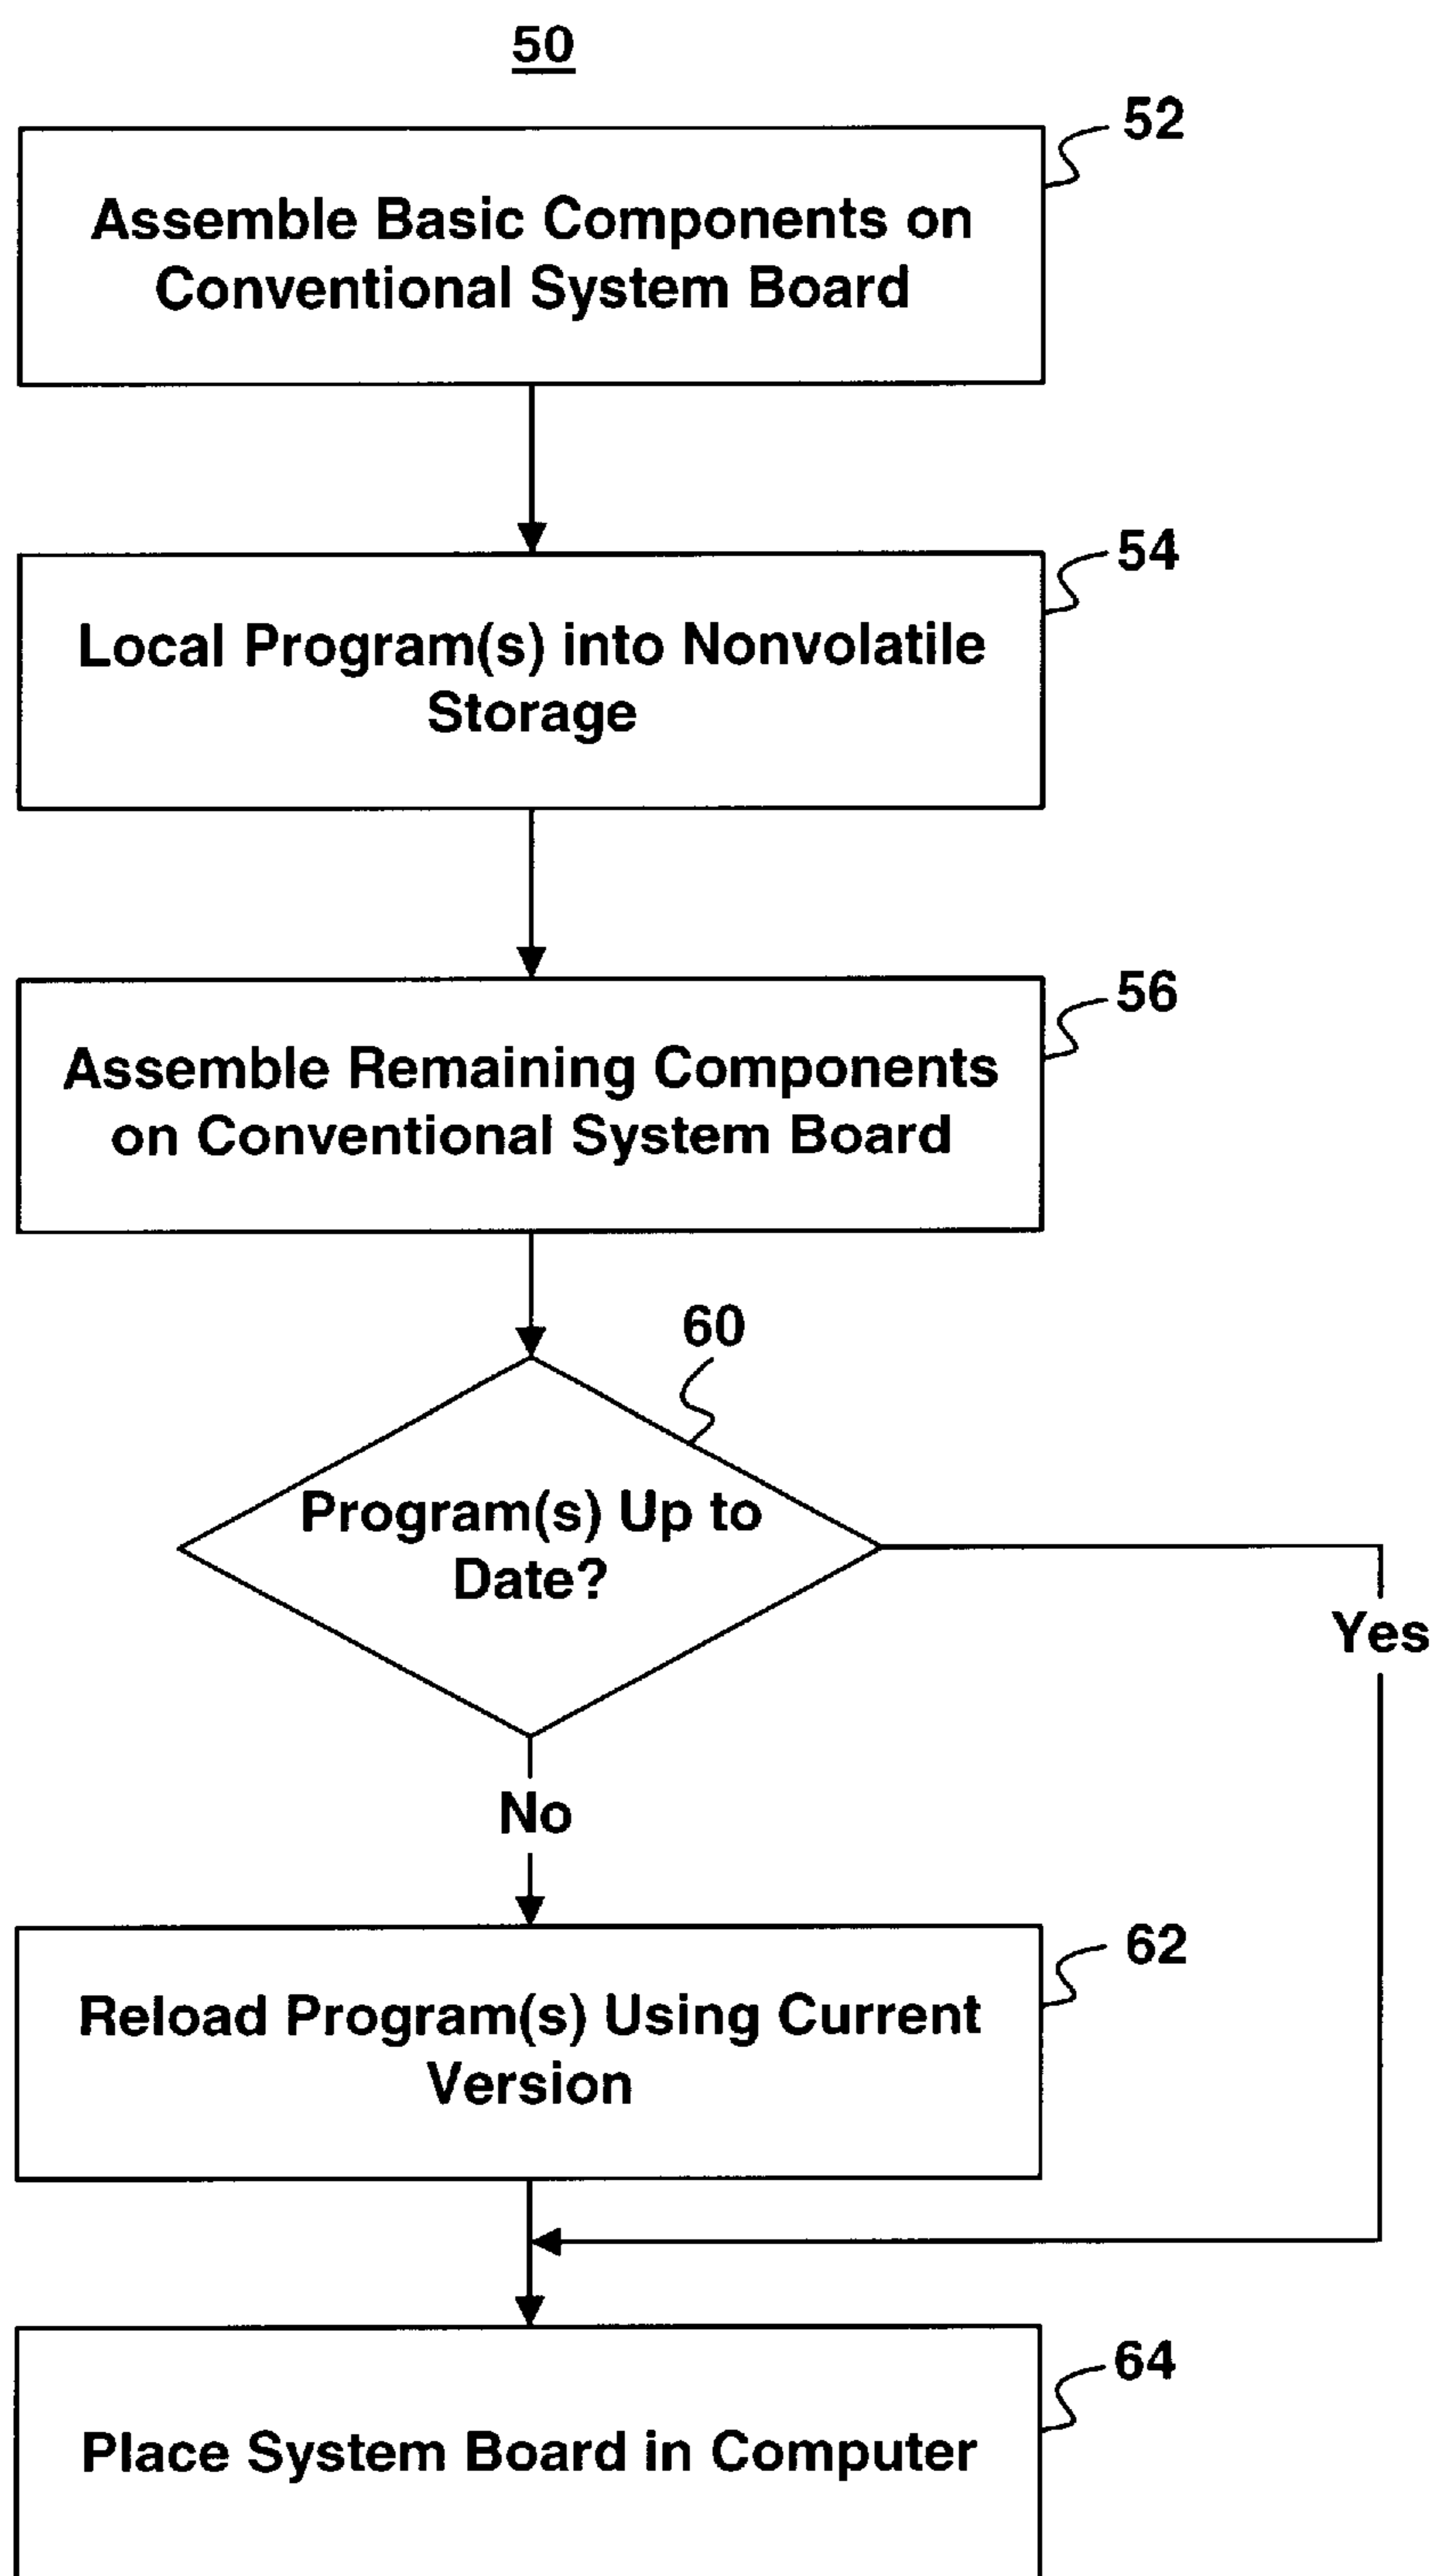 50
52
Assemble Basic Components on
Conventional System Board
54
Local Program(s) into Nonvolatile
Storage
56
Assemble Remaining Components
on Conventional System Board
60
Program(s) Up to
Date?
Yes
No
62
Reload Program(s) Using Current
Version
64
Place System Board in Computer